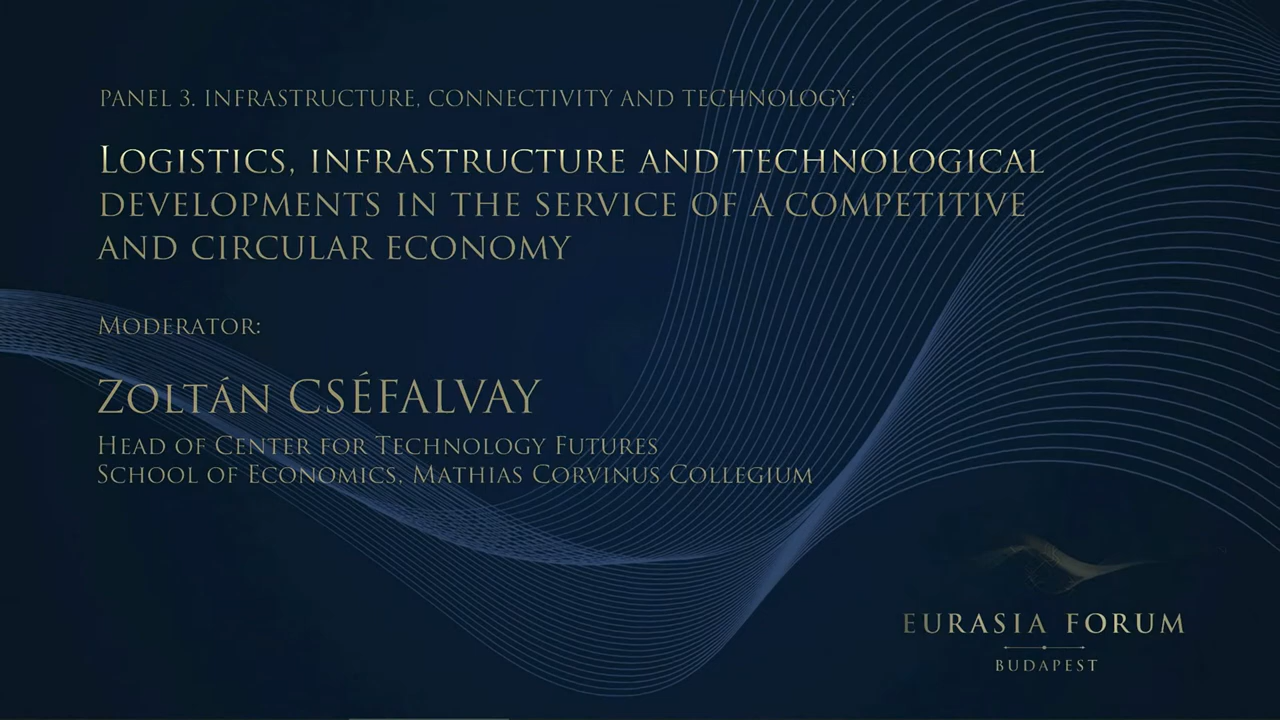 PANEL 3. INFRASTRUCTURE, CONNECTIVITY AND TECHNOLOGY:
LOGISTICS, INFRASTRUCTURE AND TECHNOLOGICAL
DEVELOPMENTS IN THE SERVICE OF A COMPETITIVE
AND CIRCULAR ECONOMY
MODERATOR:
ZOLTÁN CSÉFALVAY
HEAD OF CENTER FOR TECHNOLOGY FUTURES
SCHOOL OF ECONOMICS, MATHIAS CORVINUS COLLEGIUM
EURASIA FORUM
BUDAPEST